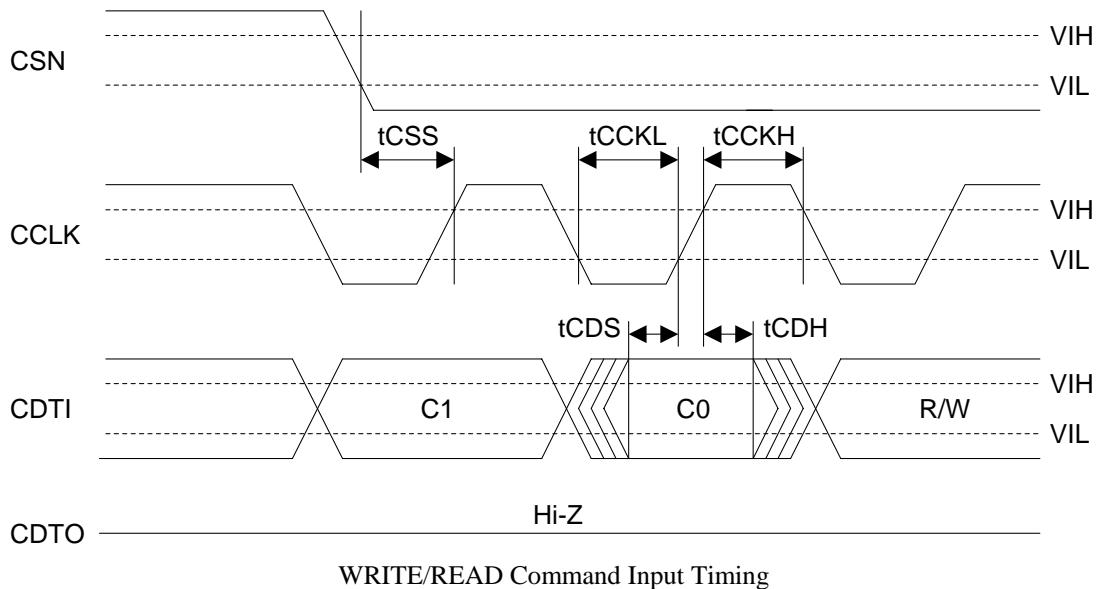 VIH
CSN
VIL
tCSS tCCKL tCCKH
VIH
CCLK
VIL
tCDS tCDH
VIH
CDTI C1 C0 R/W
VIL
Hi-Z
CDTO
WRITE/READ Command Input Timing